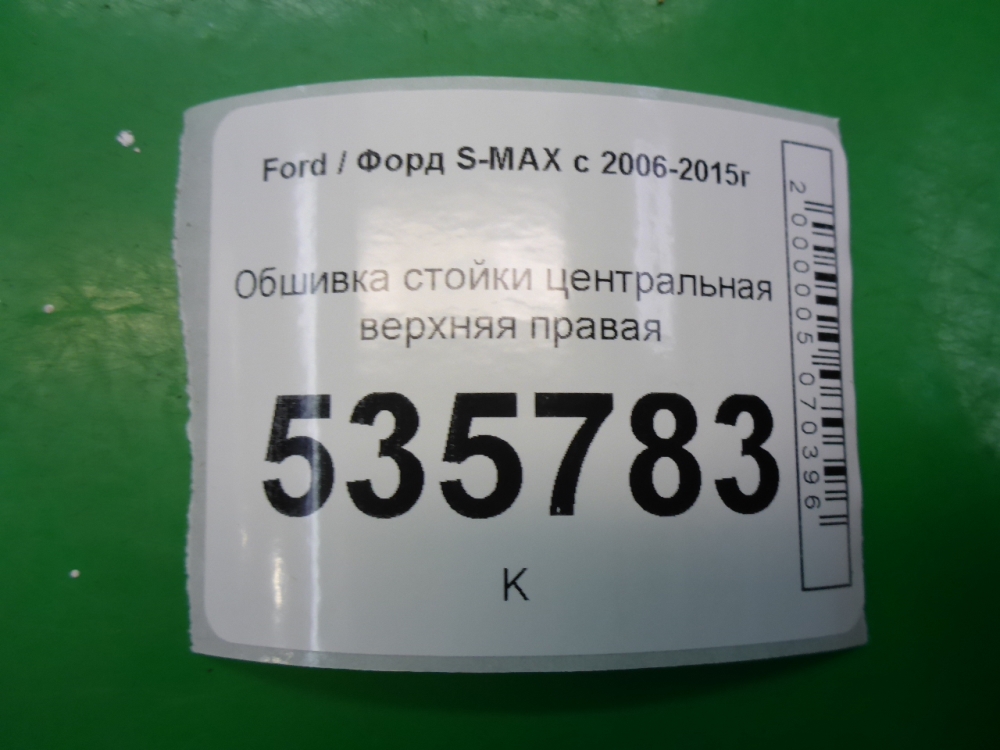 Ford / Форд S-MAX с 2006-2015г
Обшивка стойки центральная
верхняя правая
535783
К
2000005070396